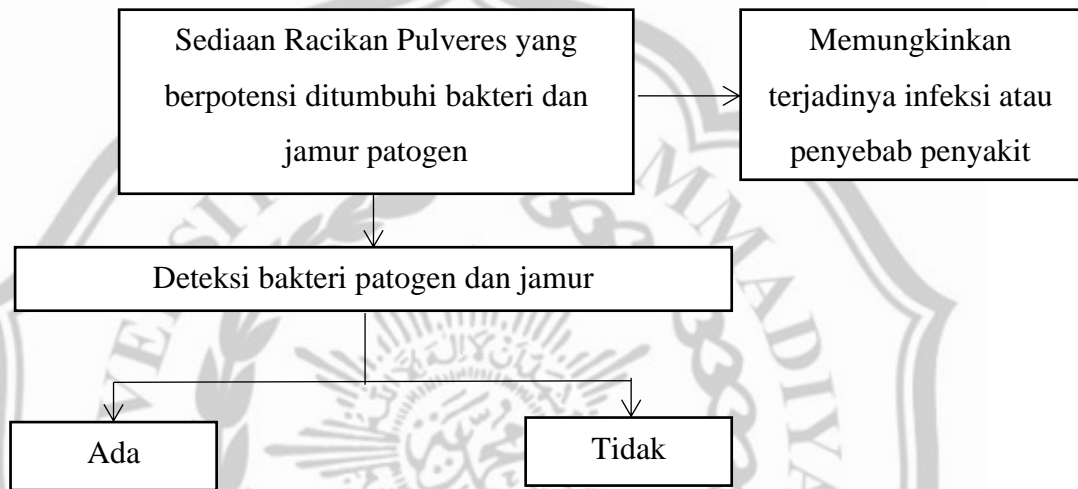 Sediaan Racikan Pulveres yang
berpotensi ditumbuhi bakteri dan
jamur patogen
Memungkinkan
terjadinya infeksi atau
penyebab penyakit
Deteksi bakteri patogen dan jamur
Ada
Tidak